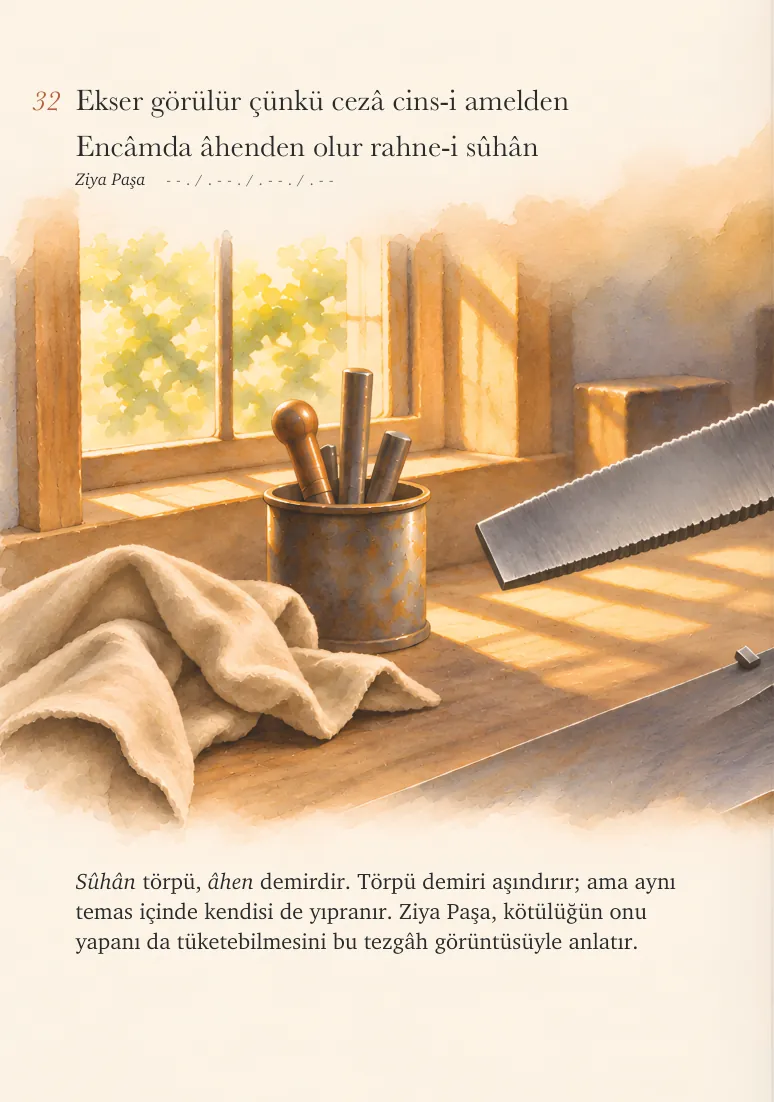 32 Ekser görülür çünkü cezâ cins-i amelden
Encâmda âhenden olur rahne-i sûhân
Ziya Paşa - - . / . - - . / . - - . / . - -
Sûhân törpü, âhen demirdir. Törpü demiri aşındırır; ama aynı
temas içinde kendisi de yıpranır. Ziya Paşa, kötülüğün onu
yapanı da tüketebilmesini bu tezgâh görüntüsüyle anlatır.